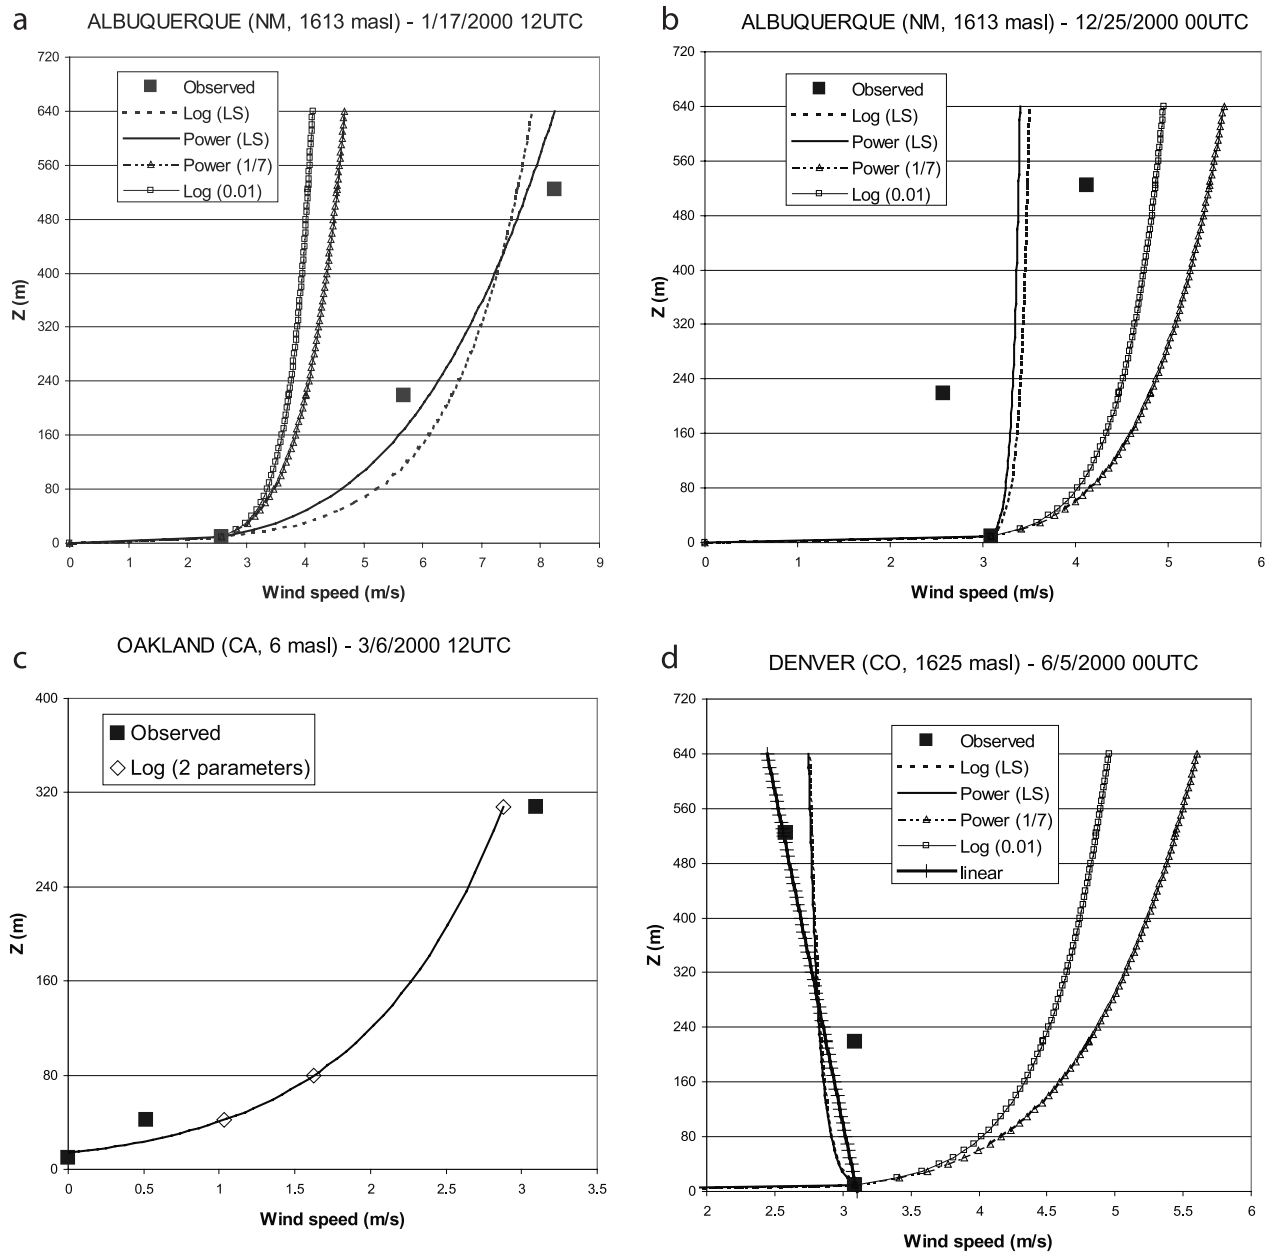 a
ALBUQUERQUE (NM, 1613 masl) - 1/17/2000 12UTC
720
640
560
480
400
320
240
160
80
0
Z (m)
Observed
Log (LS)
Power (LS)
Power (1/7)
Log (0.01)
0 1 2 3 4 5 6 7 8 9
Wind speed (m/s)
b
ALBUQUERQUE (NM, 1613 masl) - 12/25/2000 00UTC
720
640
560
480
400
320
240
160
80
0
Z (m)
Observed
Log (LS)
Power (LS)
Power (1/7)
Log (0.01)
0 1 2 3 4 5 6
Wind speed (m/s)
c
OAKLAND (CA, 6 masl) - 3/6/2000 12UTC
400
320
240
160
80
0
Z (m)
Observed
Log (2 parameters)
0 0.5 1 1.5 2 2.5 3 3.5
Wind speed (m/s)
d
DENVER (CO, 1625 masl) - 6/5/2000 00UTC
720
640
560
480
400
320
240
160
80
0
Z (m)
Observed
Log (LS)
Power (LS)
Power (1/7)
Log (0.01)
linear
2 2.5 3 3.5 4 4.5 5 5.5 6
Wind speed (m/s)